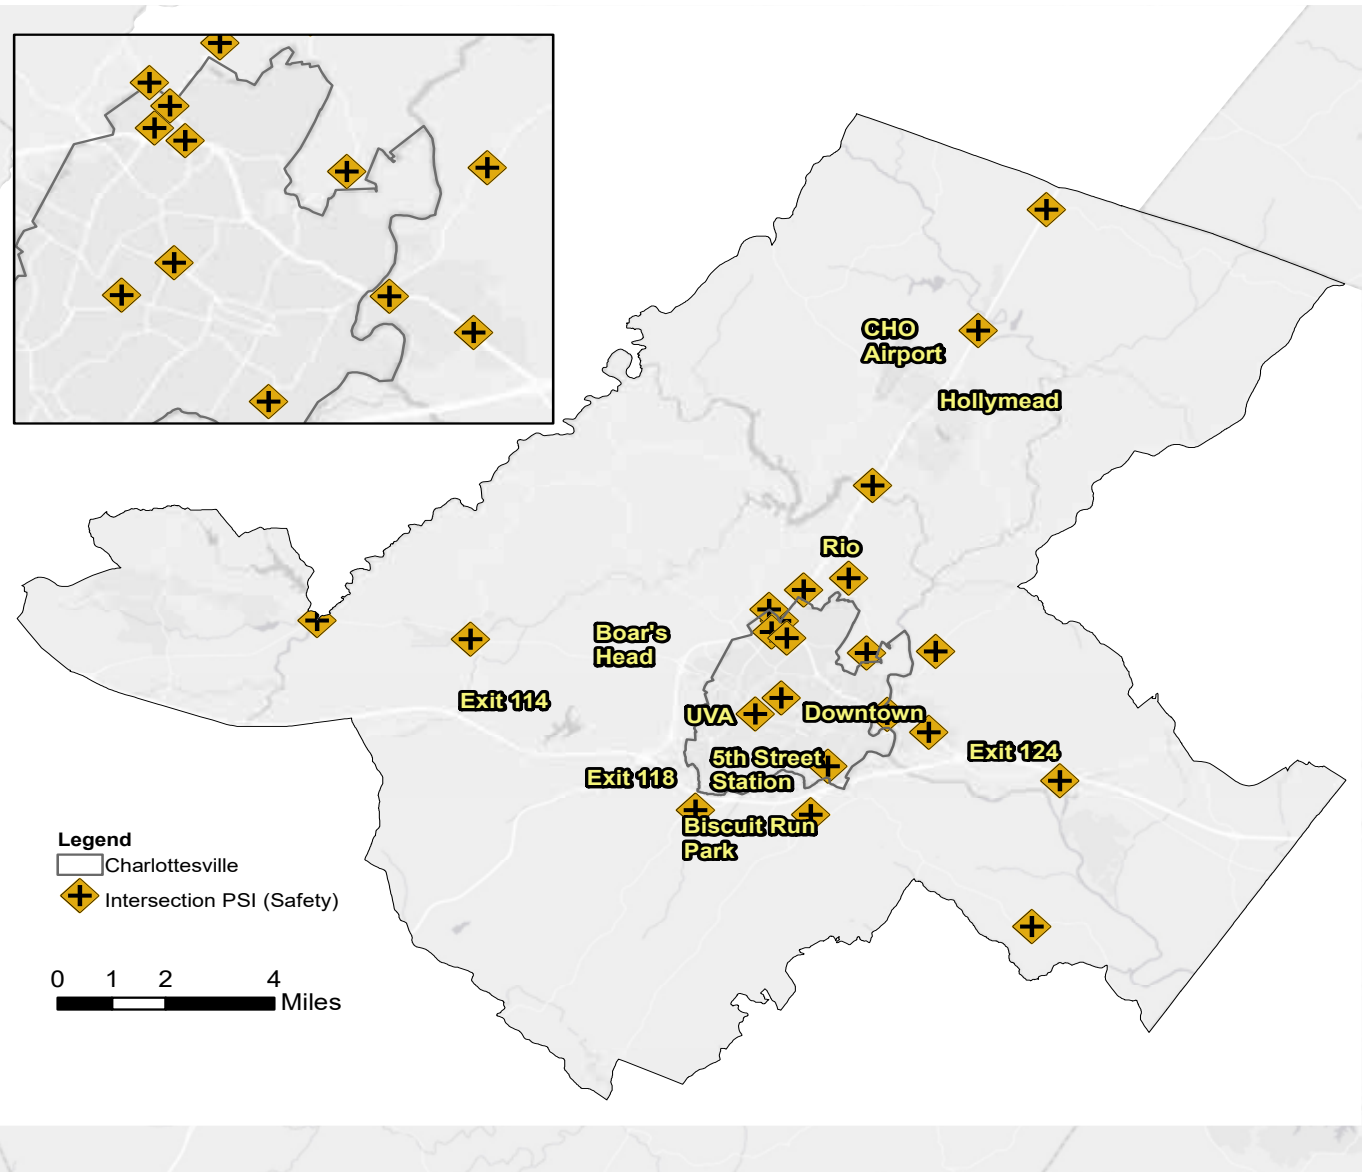 CHO
Airport
Hollymead
Rio
Boar's
Head
Exit 114
UVA
Downtown
5th Street
Station
Exit 124
Exit 118
Biscuit Run
Park
Legend
Charlottesville
Intersection PSI (Safety)
0 1 2 4
Miles